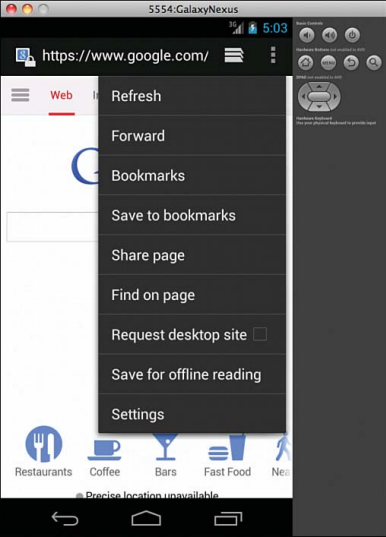 5554:GalaxyNexus
3G 5:03
https://www.google.com/
Web
Refresh
Forward
Bookmarks
Save to bookmarks
Share page
Find on page
Request desktop site
Save for offline reading
Settings
G
Restaurants Coffee Bars Fast Food Nea
Precise location unavailable
Basic Controls
Hardware Buttons not enabled in AVD
MENU
DPAD not enabled in AVD
Hardware Keyboard
Use your physical keyboard to provide input